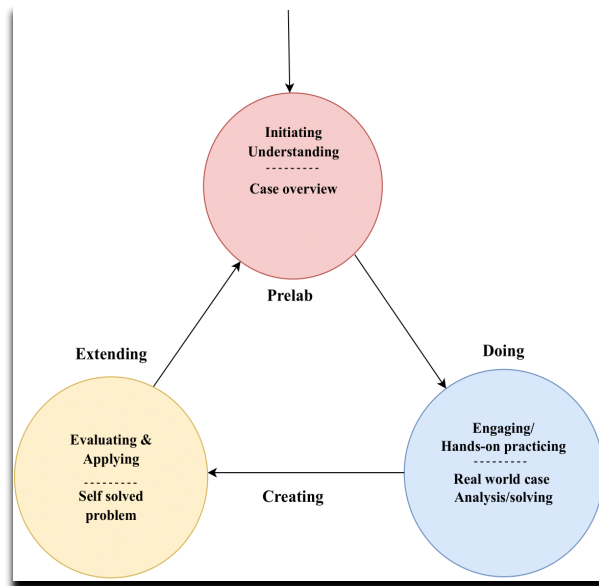 Initiating
Understanding
---------
Case overview
Prelab
Extending
Doing
Evaluating &
Applying
---------
Self solved
problem
Engaging/
Hands-on practicing
---------
Real world case
Analysis/solving
Creating